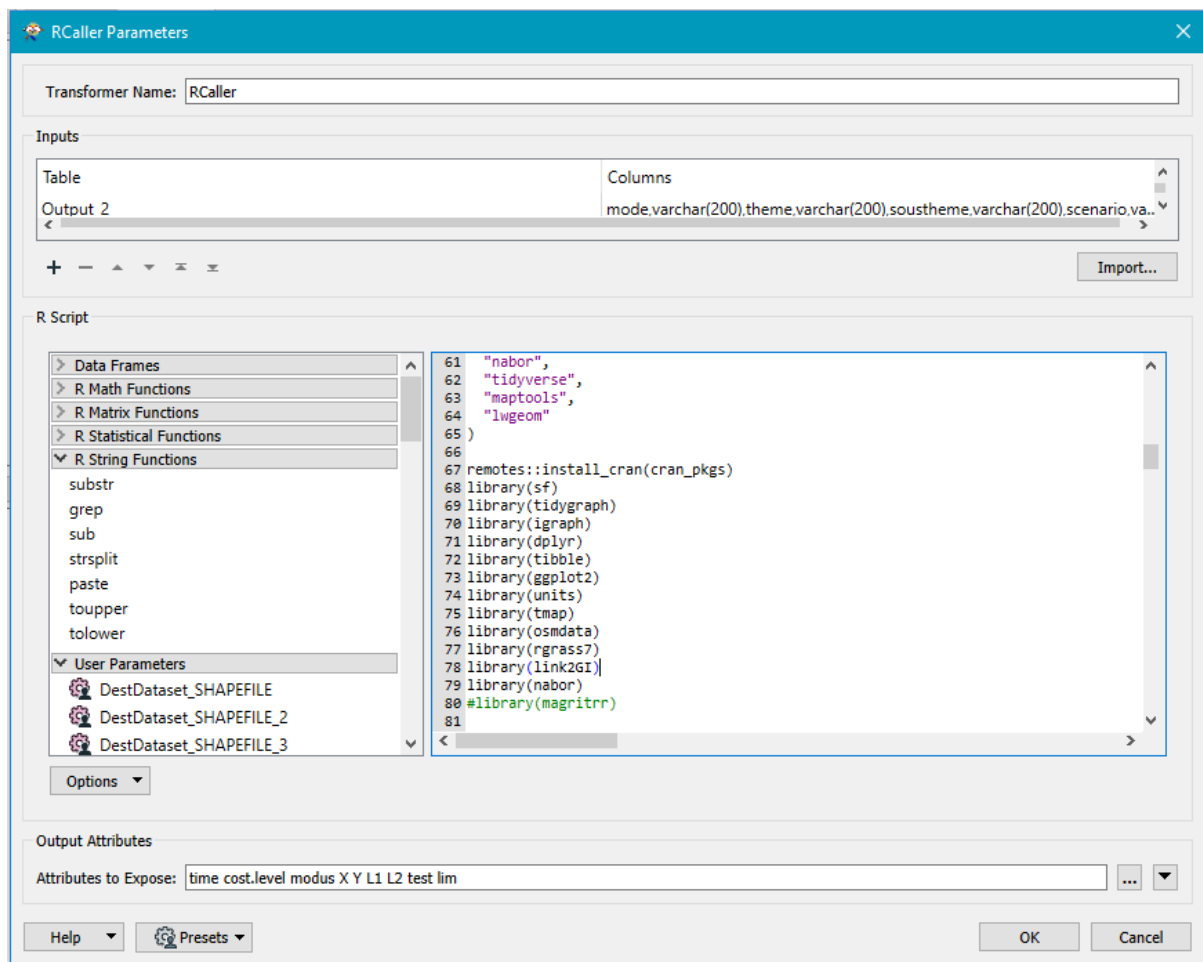 RCaller Parameters
Transformer Name: RCaller
Inputs
Table Columns
Output 2 mode,varchar(200),theme,varchar(200),soustheme,varchar(200),scenario,va..
Import...
R Script
Data Frames
R Math Functions
R Matrix Functions
R Statistical Functions
R String Functions
substr
grep
sub
strsplit
paste
toupper
tolower
User Parameters
DestDataset_SHAPEFILE
DestDataset_SHAPEFILE_2
DestDataset_SHAPEFILE_3
61 "nabor",
62 "tidyverse",
63 "maptools",
64 "lwgeom"
65 )
66
67 remotes::install_cran(cran_pkgs)
68 library(sf)
69 library(tidygraph)
70 library(igraph)
71 library(dplyr)
72 library(tibble)
73 library(ggplot2)
74 library(units)
75 library(tmap)
76 library(osmdata)
77 library(rgrass7)
78 library(link2GI)
79 library(nabor)
80 #library(magritrr)
81
Options
Output Attributes
Attributes to Expose: time cost.level modus X Y L1 L2 test lim ...
Help Presets OK Cancel